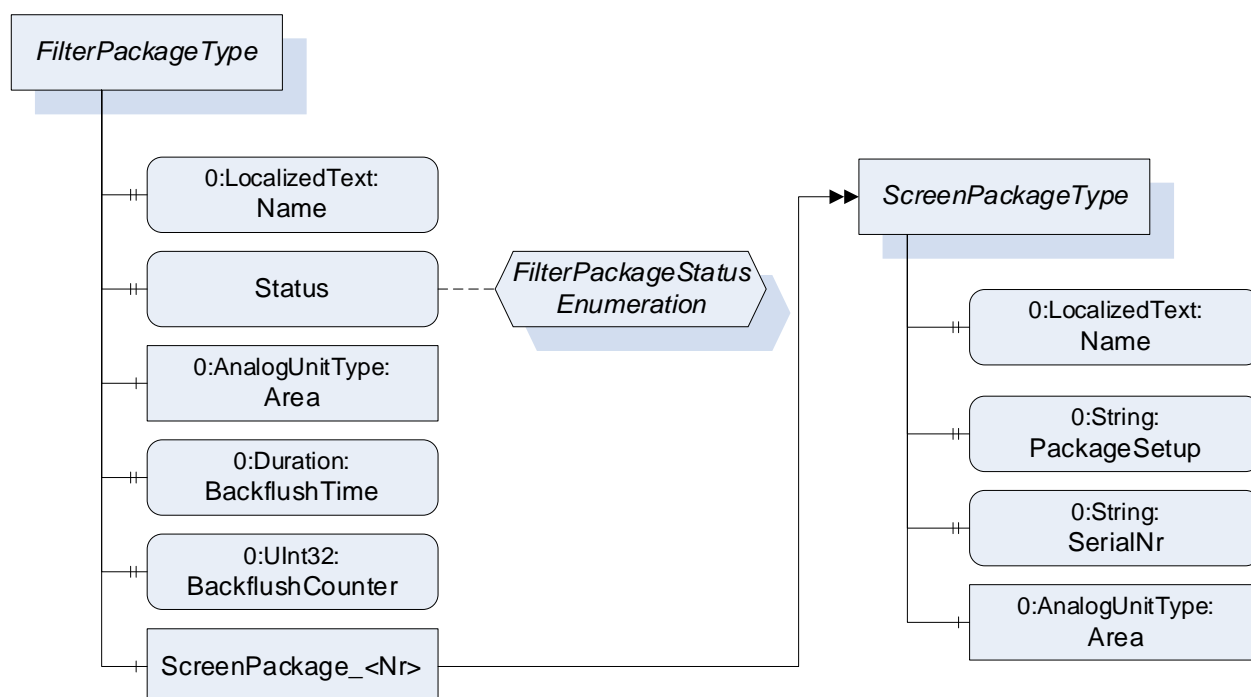 FilterPackageType
0:LocalizedText:
Name
Status
FilterPackageStatus
Enumeration
0:AnalogUnitType:
Area
0:Duration:
BackflushTime
0:UInt32:
BackflushCounter
ScreenPackage_<Nr>
ScreenPackageType
0:LocalizedText:
Name
0:String:
PackageSetup
0:String:
SerialNr
0:AnalogUnitType:
Area